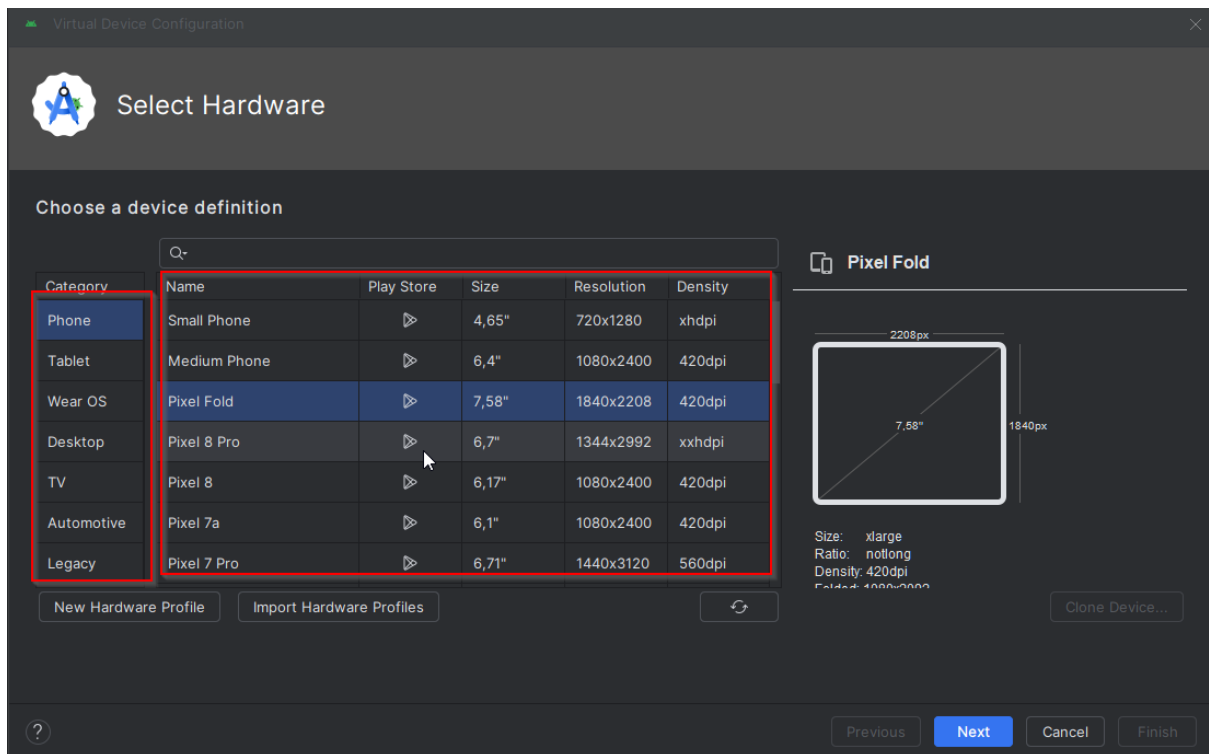 Virtual Device Configuration
Select Hardware
Choose a device definition
Category
Phone
Tablet
Wear OS
Desktop
TV
Automotive
Legacy
Name Play Store Size Resolution Density
Small Phone 4,65" 720x1280 xhdpi
Medium Phone 6,4" 1080x2400 420dpi
Pixel Fold 7,58" 1840x2208 420dpi
Pixel 8 Pro 6,7" 1344x2992 xxhdpi
Pixel 8 6,17" 1080x2400 420dpi
Pixel 7a 6,1" 1080x2400 420dpi
Pixel 7 Pro 6,71" 1440x3120 560dpi
New Hardware Profile Import Hardware Profiles
Pixel Fold
2208px
7,58" 1840px
Size: xlarge
Ratio: notlong
Density: 420dpi
Folded: 1080x2092
Clone Device...
? Previous Next Cancel Finish